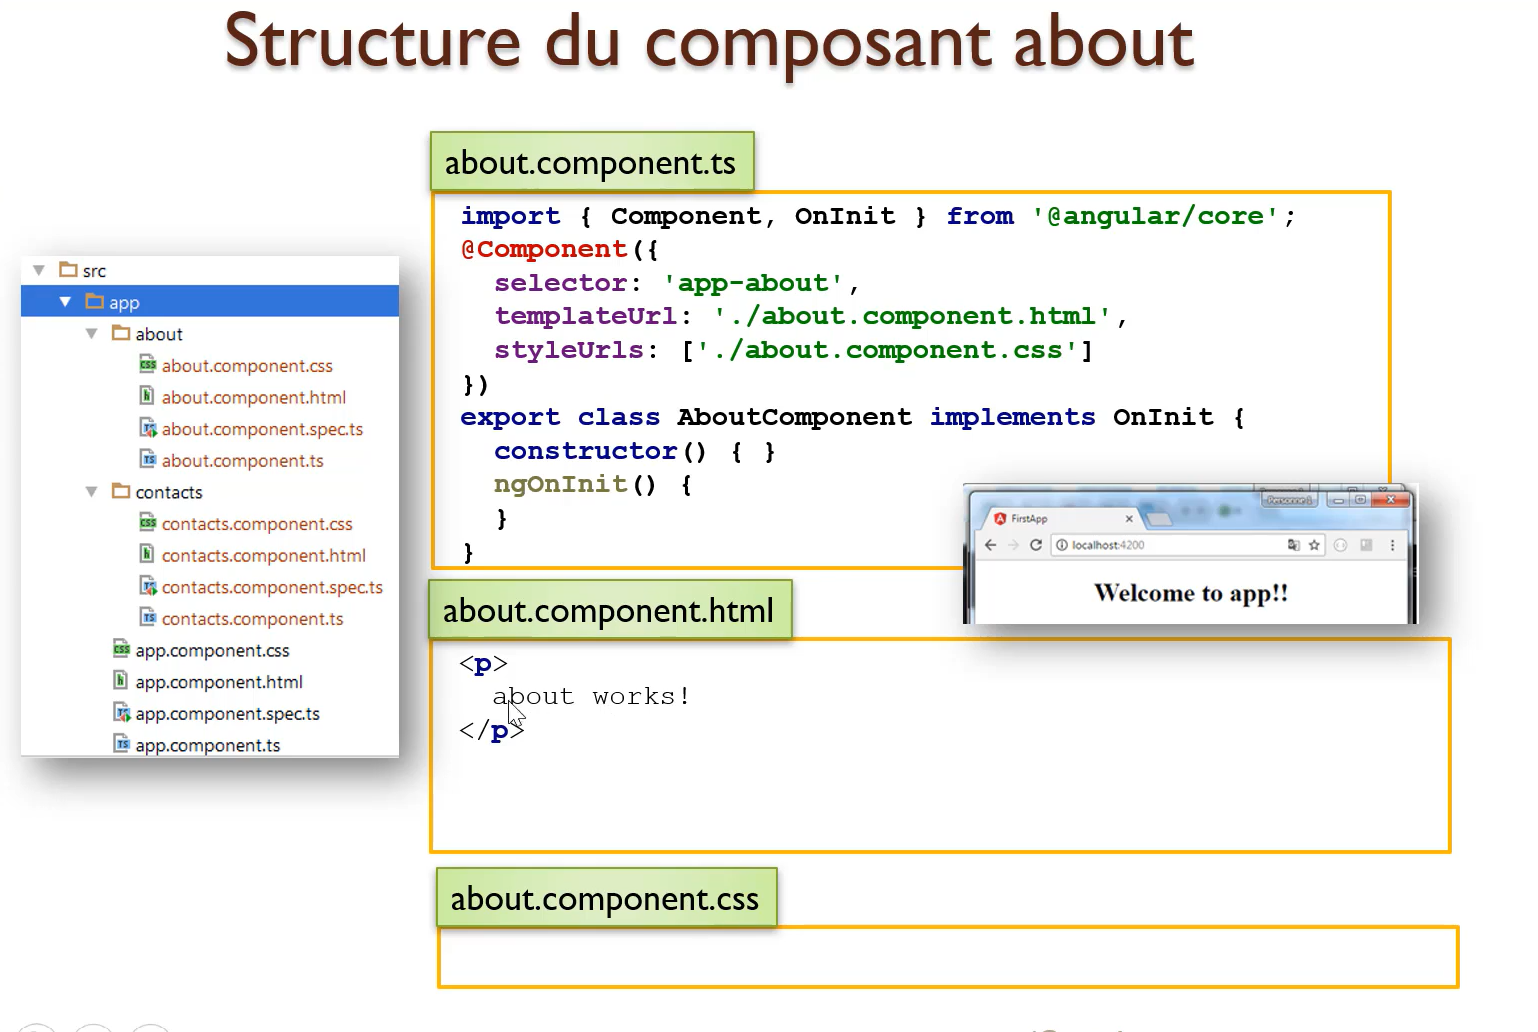 Structure du composant about
src
app
about
about.component.css
about.component.html
about.component.spec.ts
about.component.ts
contacts
contacts.component.css
contacts.component.html
contacts.component.spec.ts
contacts.component.ts
app.component.css
app.component.html
app.component.spec.ts
app.component.ts
about.component.ts
import { Component, OnInit } from '@angular/core';
@Component({
selector: 'app-about',
templateUrl: './about.component.html',
styleUrls: ['./about.component.css']
})
export class AboutComponent implements OnInit {
constructor() { }
ngOnInit() {
}
}
Personne 1
FirstApp
localhost:4200
Welcome to app!!
about.component.html
<p>
about works!
</p>
about.component.css